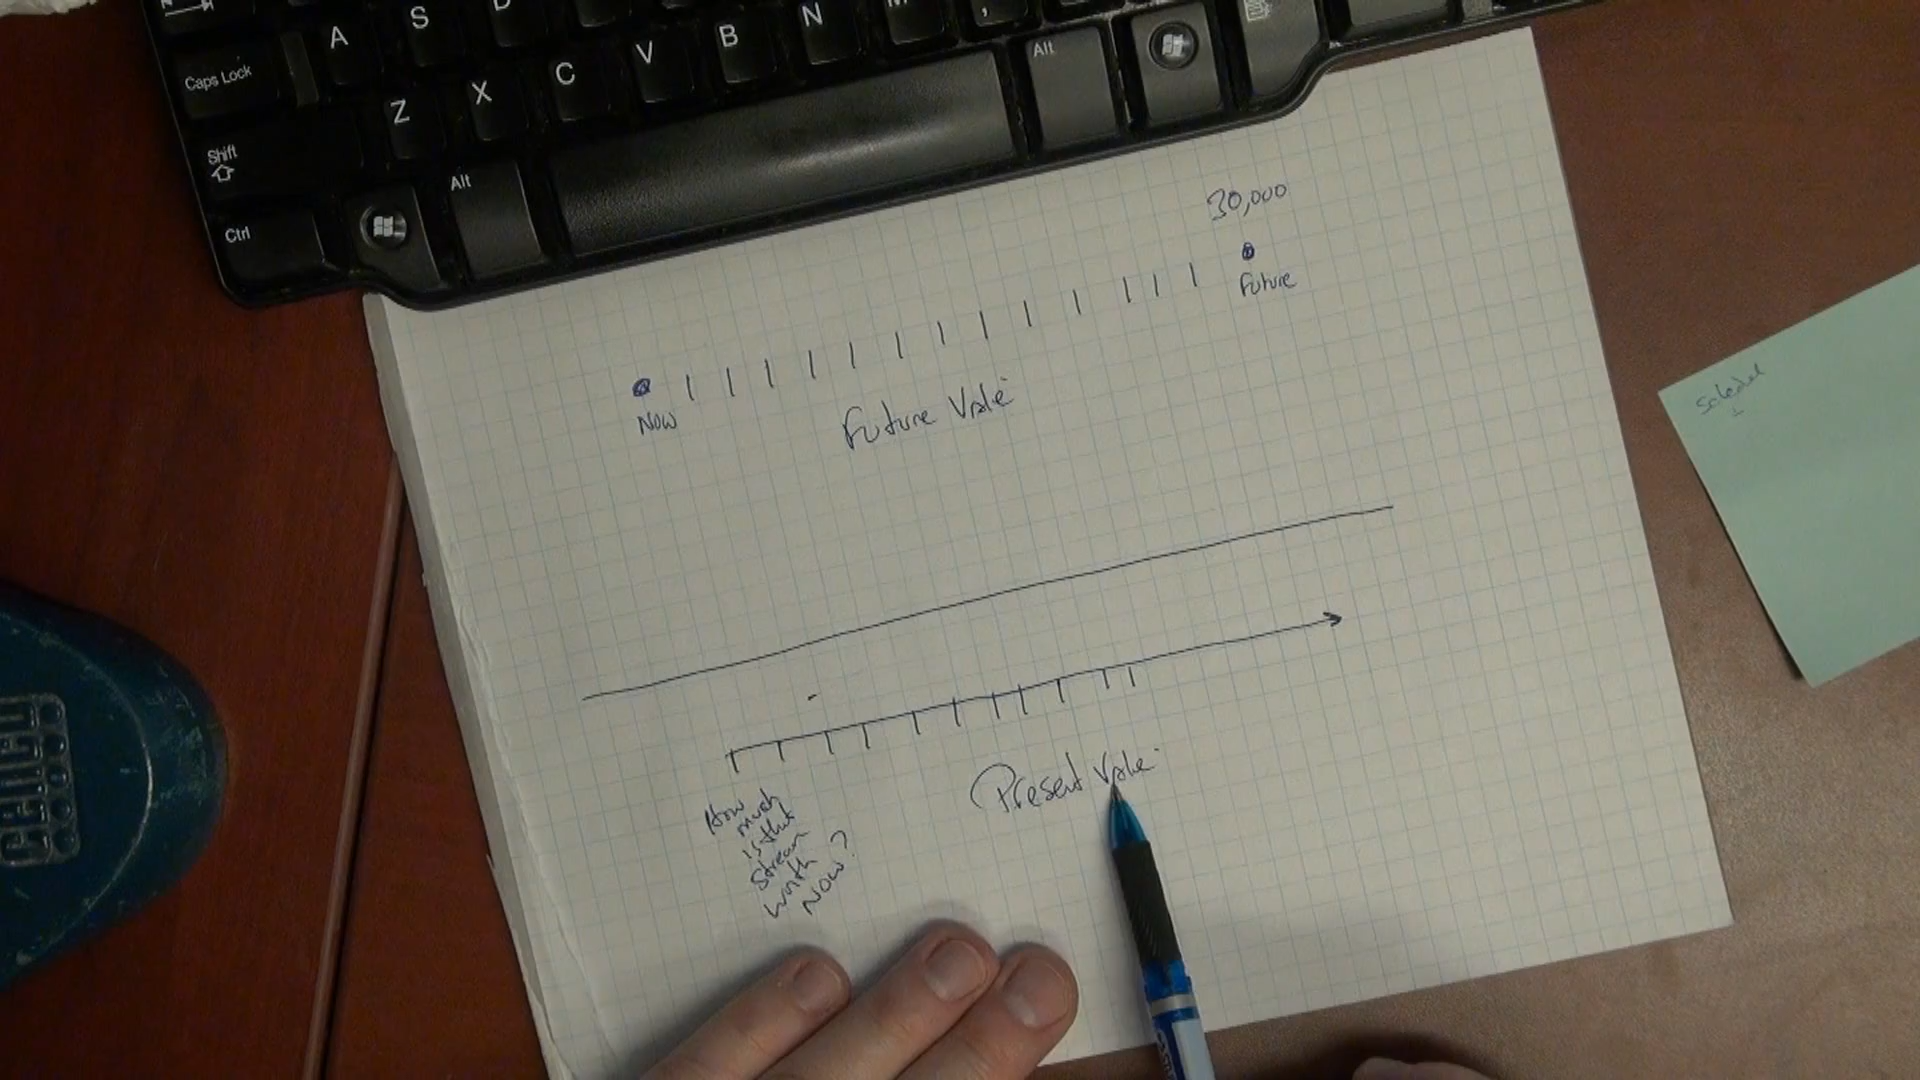 A S D
Caps Lock
Z X C V B N M ,
Shift
Alt Alt
Ctrl
30,000
Future
Now
Future Value
Present Value
How
much
is that
stream
worth
NOW?